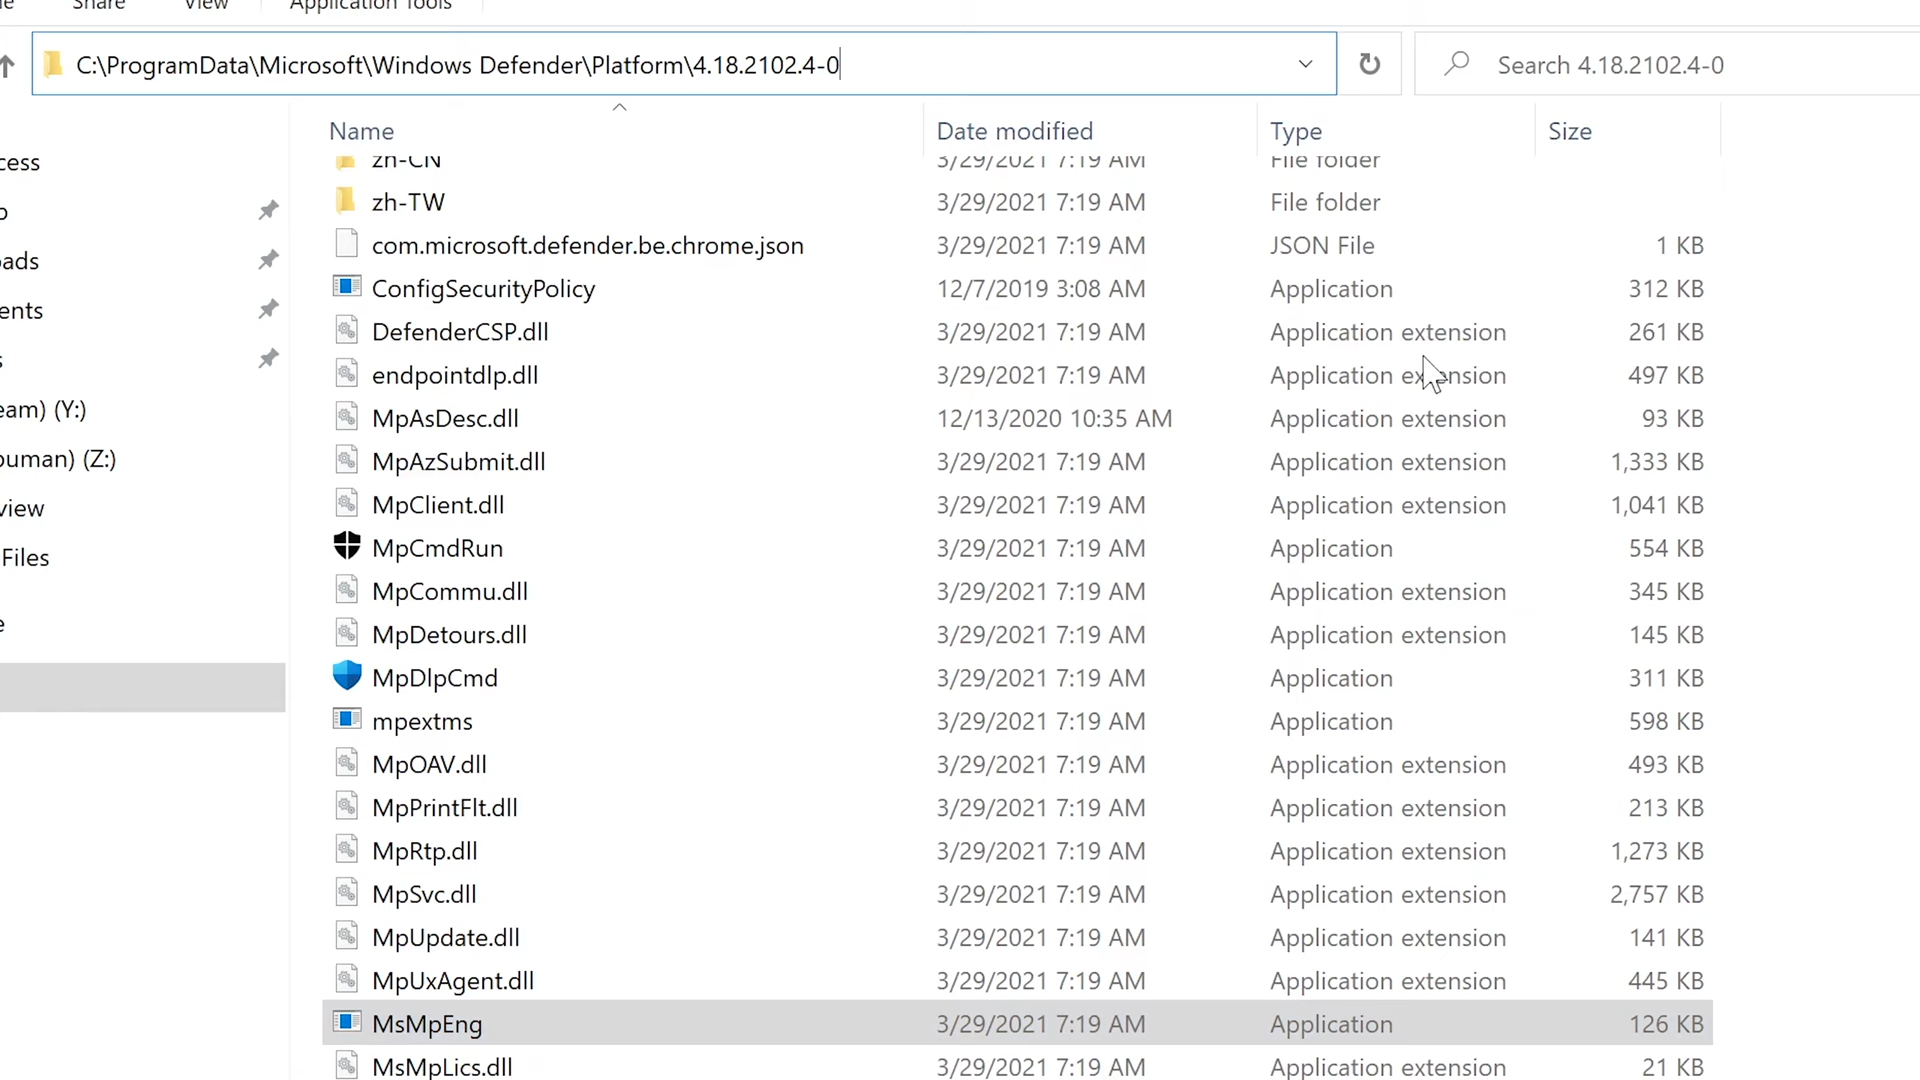 Share View Application Tools
C:\ProgramData\Microsoft\Windows Defender\Platform\4.18.2102.4-0 Search 4.18.2102.4-0
Name Date modified Type Size
zh-CN 3/29/2021 7:19 AM File folder
cess
zh-TW 3/29/2021 7:19 AM File folder
com.microsoft.defender.be.chrome.json 3/29/2021 7:19 AM JSON File 1 KB
oads
ConfigSecurityPolicy 12/7/2019 3:08 AM Application 312 KB
ents
DefenderCSP.dll 3/29/2021 7:19 AM Application extension 261 KB
s
endpointdlp.dll 3/29/2021 7:19 AM Application extension 497 KB
eam) (Y:)
MpAsDesc.dll 12/13/2020 10:35 AM Application extension 93 KB
ouman) (Z:)
MpAzSubmit.dll 3/29/2021 7:19 AM Application extension 1,333 KB
view
MpClient.dll 3/29/2021 7:19 AM Application extension 1,041 KB
MpCmdRun 3/29/2021 7:19 AM Application 554 KB
Files
MpCommu.dll 3/29/2021 7:19 AM Application extension 345 KB
e
MpDetours.dll 3/29/2021 7:19 AM Application extension 145 KB
MpDlpCmd 3/29/2021 7:19 AM Application 311 KB
mpextms 3/29/2021 7:19 AM Application 598 KB
MpOAV.dll 3/29/2021 7:19 AM Application extension 493 KB
MpPrintFlt.dll 3/29/2021 7:19 AM Application extension 213 KB
MpRtp.dll 3/29/2021 7:19 AM Application extension 1,273 KB
MpSvc.dll 3/29/2021 7:19 AM Application extension 2,757 KB
MpUpdate.dll 3/29/2021 7:19 AM Application extension 141 KB
MpUxAgent.dll 3/29/2021 7:19 AM Application extension 445 KB
MsMpEng 3/29/2021 7:19 AM Application 126 KB
MsMpLics.dll 3/29/2021 7:19 AM Application extension 21 KB